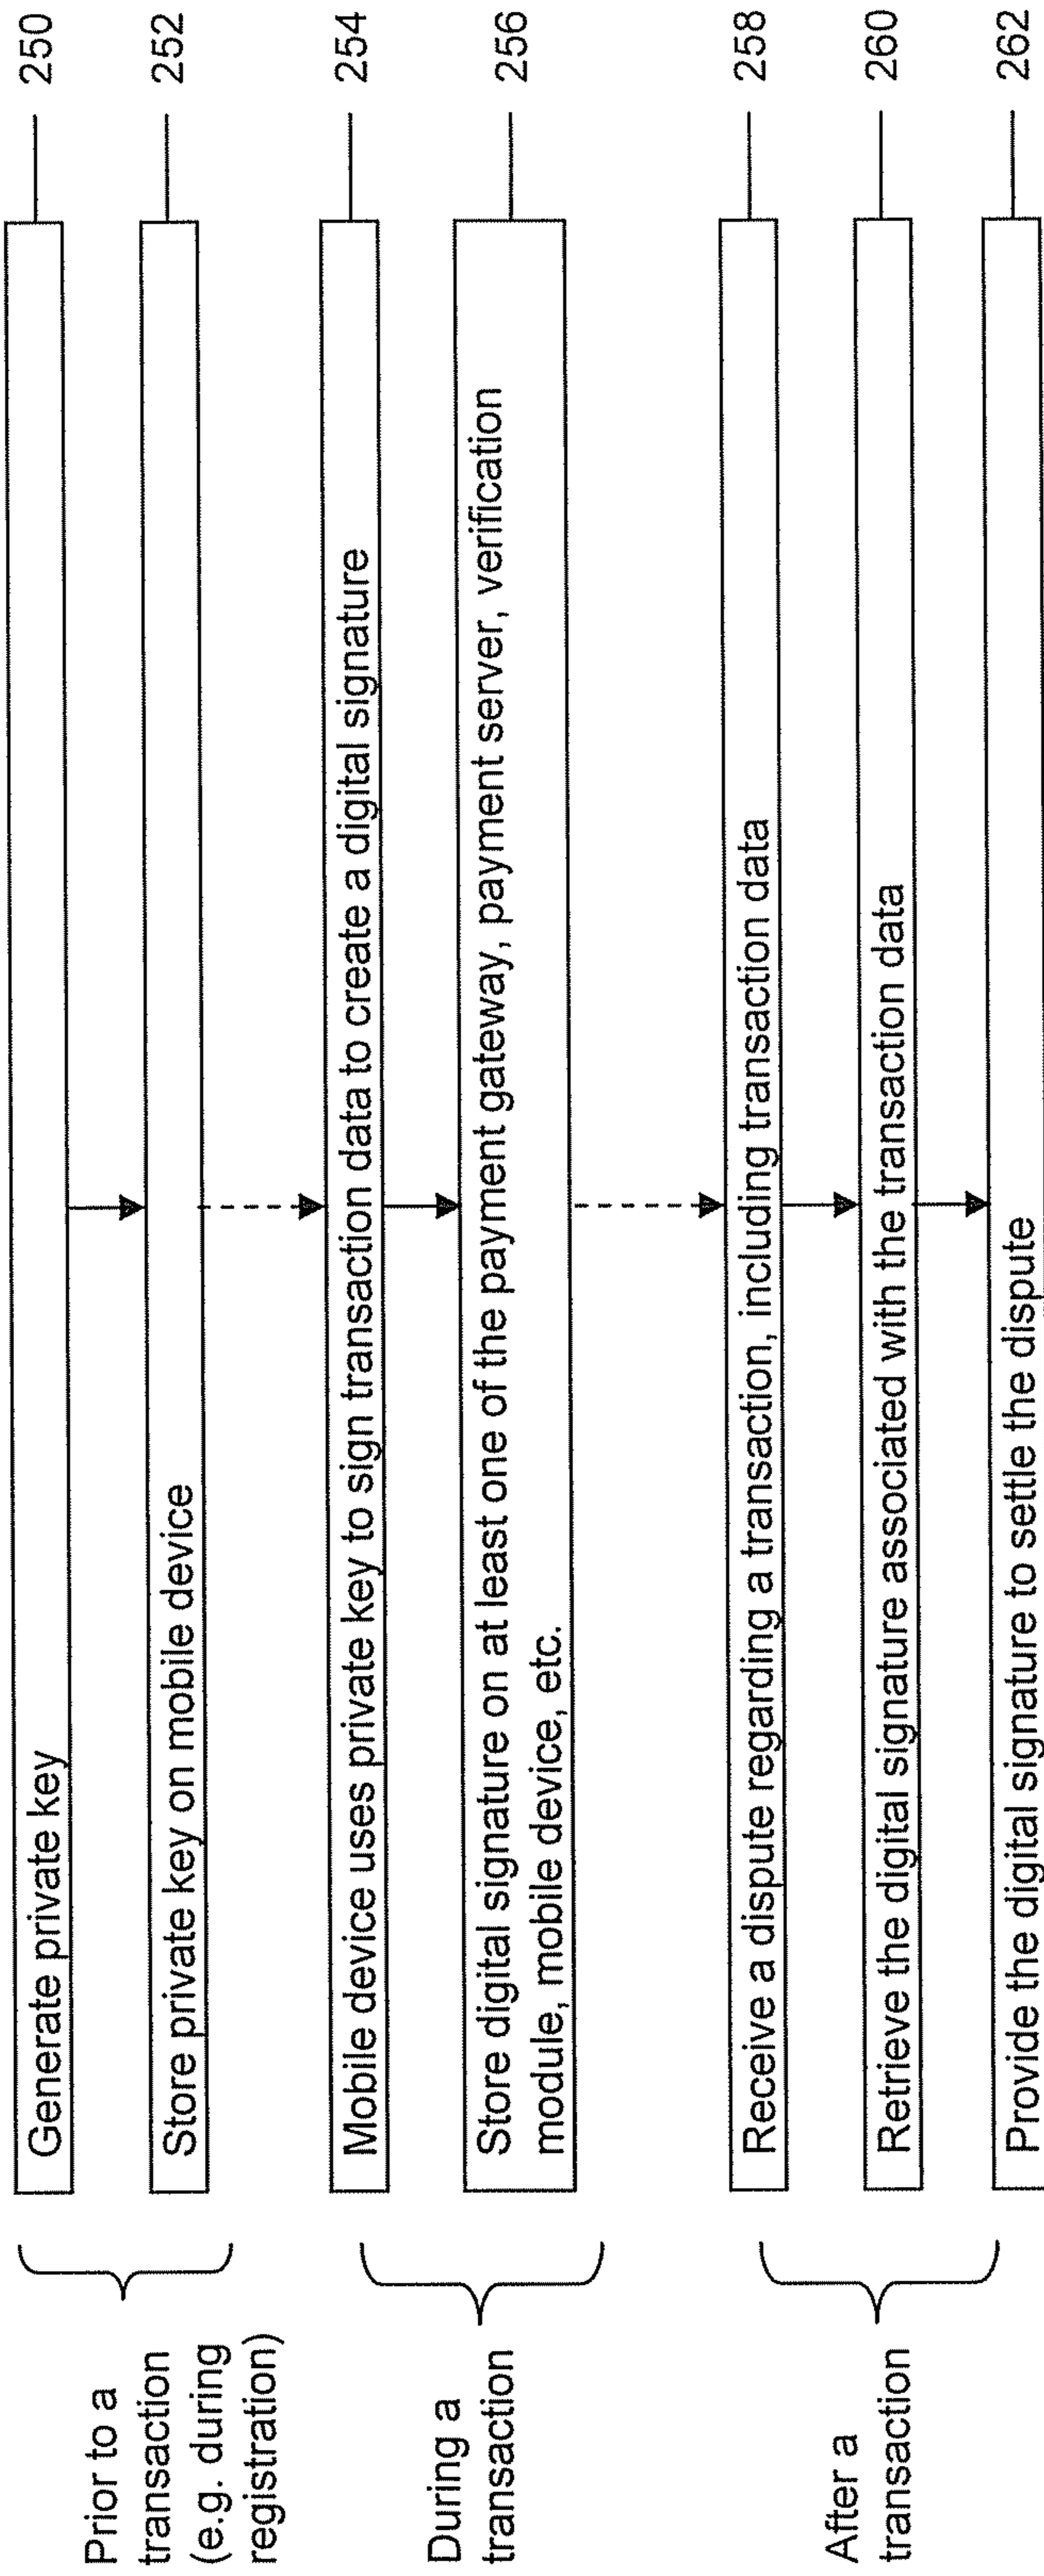 Prior to a
transaction
(e.g. during
registration)
Generate private key
250
Store private key on mobile device
252
During a
transaction
Mobile device uses private key to sign transaction data to create a digital signature
254
Store digital signature on at least one of the payment gateway, payment server, verification
module, mobile device, etc.
256
After a
transaction
Receive a dispute regarding a transaction, including transaction data
258
Retrieve the digital signature associated with the transaction data
260
Provide the digital signature to settle the dispute
262